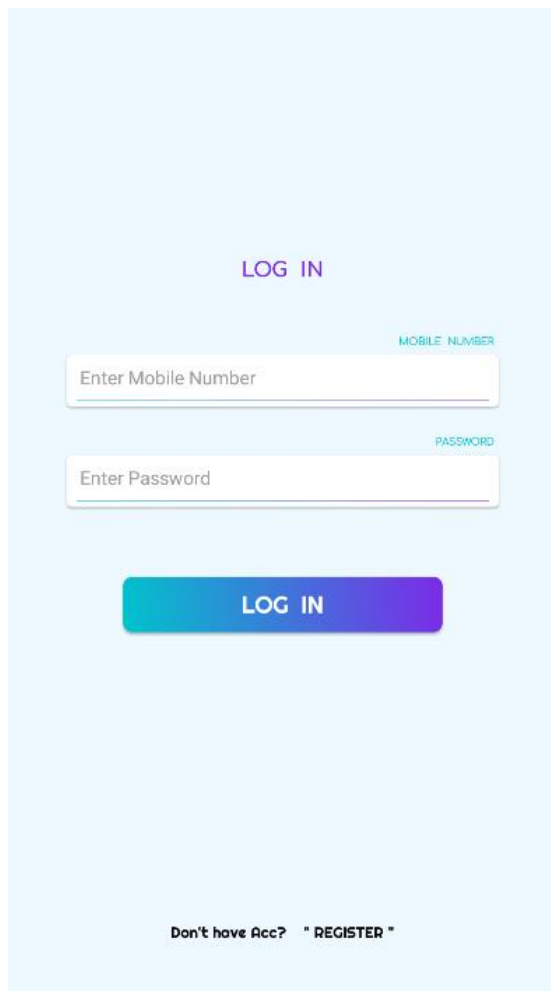 LOG IN
MOBILE NUMBER
Enter Mobile Number
PASSWORD
Enter Password
LOG IN
Don't have Acc? " REGISTER "